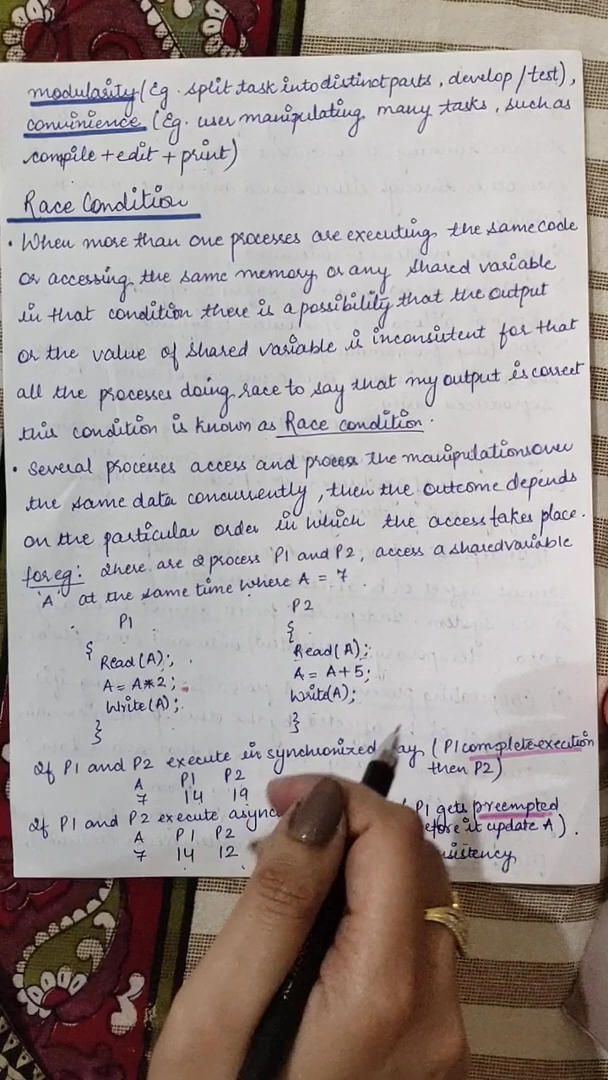 modularity (Eg. split task into distinct parts, develop/test),
convinience (Eg. user manipulating many tasks, such as
compile + edit + print)
Race Condition
• When more than one processes are executing the same code
or accessing the same memory or any shared variable
in that condition there is a possibility that the output
or the value of shared variable is inconsistent for that
all the processes doing race to say that my output is correct
this condition is known as Race condition.
• Several processes access and process the manipulations over
the same data concurrently, then the outcome depends
on the particular order in which the access takes place.
for eg: there are 2 process P1 and P2, access a shared variable
'A' at the same time where A = 7.
P1 P2
{ {
Read(A); Read(A);
A = A*2; A = A+5;
Write(A); Write(A);
} }
If P1 and P2 execute in synchronized (P1 complete execution
then P2)
A P1 P2
7 14 19
If P1 and P2 execute P1 gets preempted
it update A).
A P1 P2
7 14 12